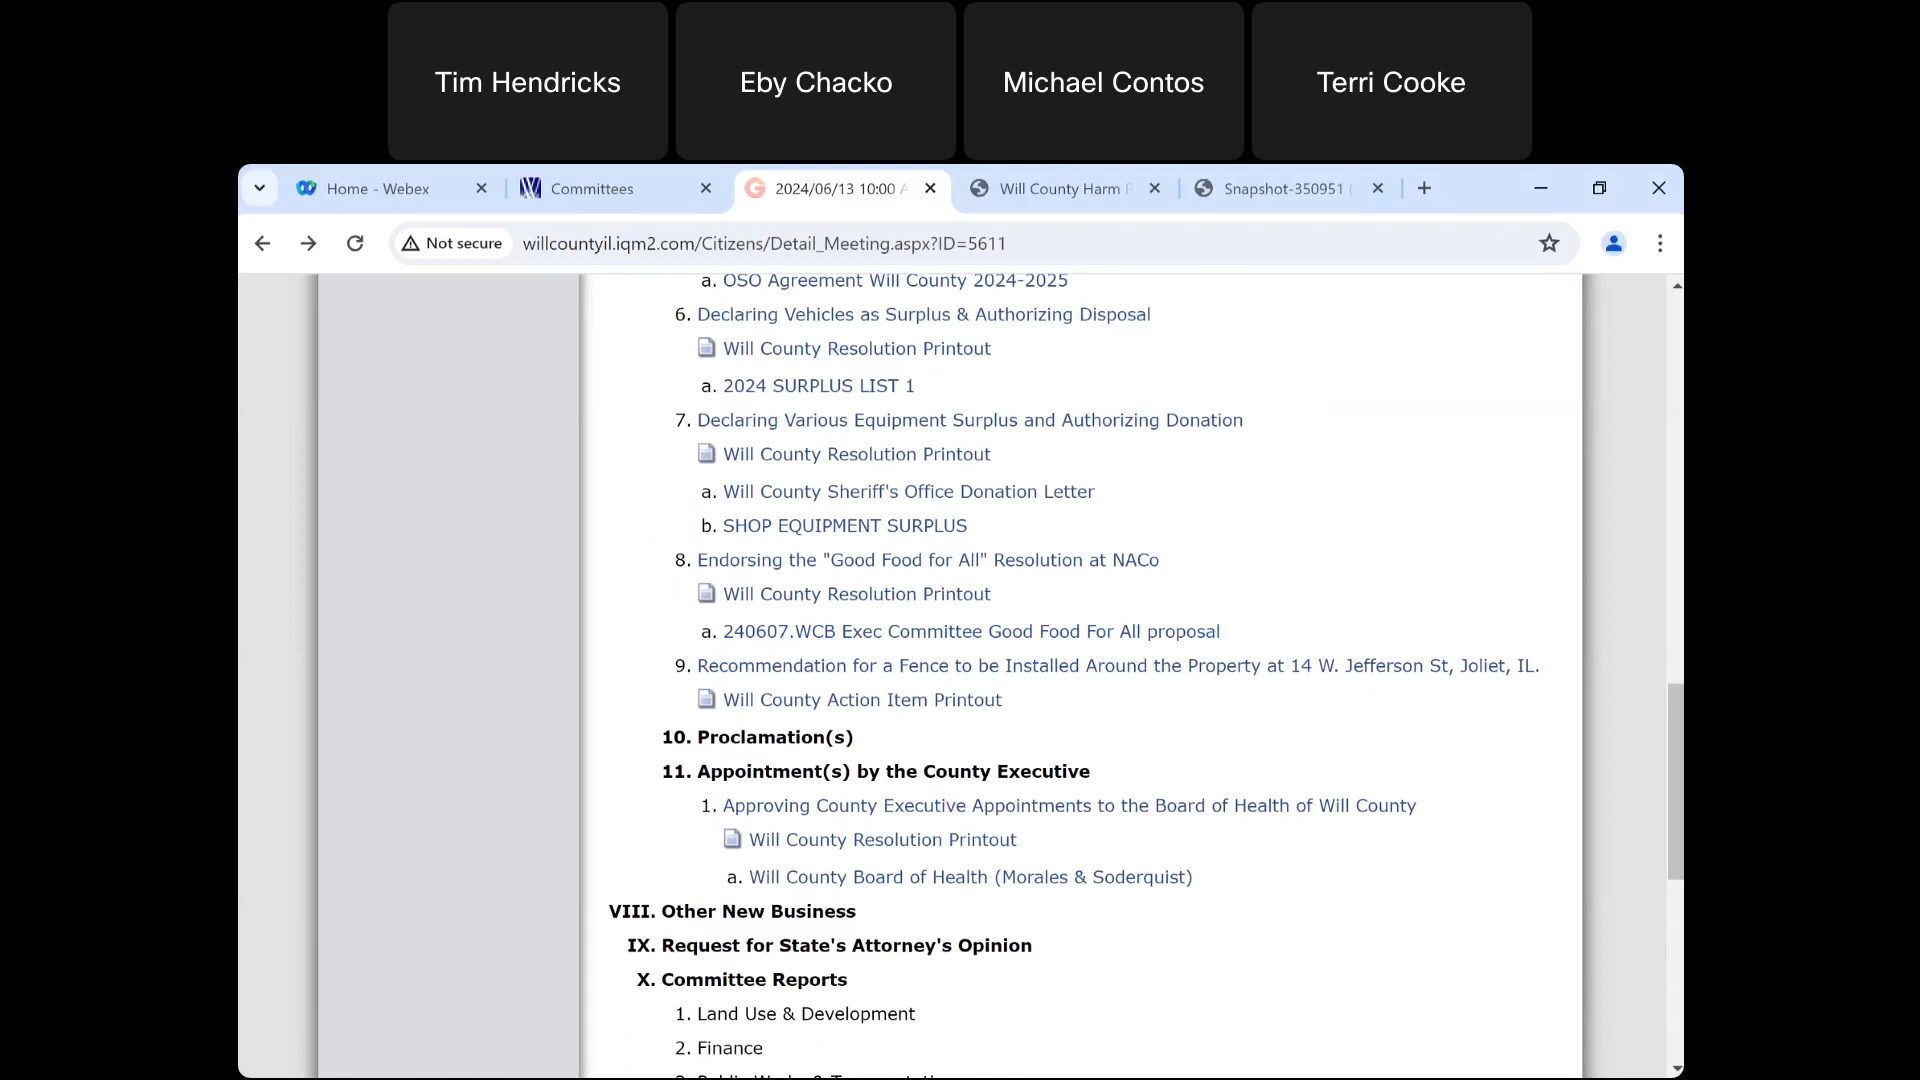 Tim Hendricks
Eby Chacko
Michael Contos
Terri Cooke
Home - Webex
Committees
2024/06/13 10:00
Will County Harm
Snapshot-350951
Not secure
willcountyil.iqm2.com/Citizens/Detail_Meeting.aspx?ID=5611
a. OSO Agreement Will County 2024-2025
6. Declaring Vehicles as Surplus & Authorizing Disposal
Will County Resolution Printout
a. 2024 SURPLUS LIST 1
7. Declaring Various Equipment Surplus and Authorizing Donation
Will County Resolution Printout
a. Will County Sheriff's Office Donation Letter
b. SHOP EQUIPMENT SURPLUS
8. Endorsing the "Good Food for All" Resolution at NACo
Will County Resolution Printout
a. 240607.WCB Exec Committee Good Food For All proposal
9. Recommendation for a Fence to be Installed Around the Property at 14 W. Jefferson St, Joliet, IL.
Will County Action Item Printout
10. Proclamation(s)
11. Appointment(s) by the County Executive
1. Approving County Executive Appointments to the Board of Health of Will County
Will County Resolution Printout
a. Will County Board of Health (Morales & Soderquist)
VIII. Other New Business
IX. Request for State's Attorney's Opinion
X. Committee Reports
1. Land Use & Development
2. Finance